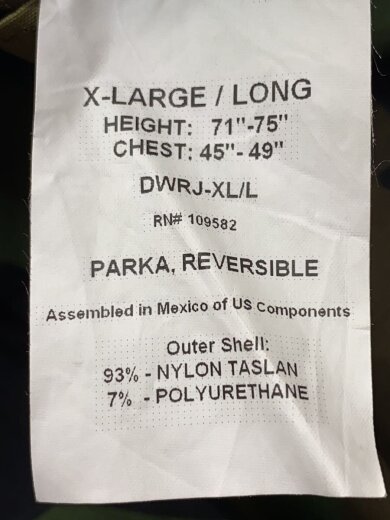 X-LARGE / LONG
HEIGHT: 71"-75"
CHEST: 45"- 49"
DWRJ-XL/L
RN# 109582
PARKA, REVERSIBLE
Assembled in Mexico of US Components
Outer Shell:
93% - NYLON TASLAN
7% - POLYURETHANE